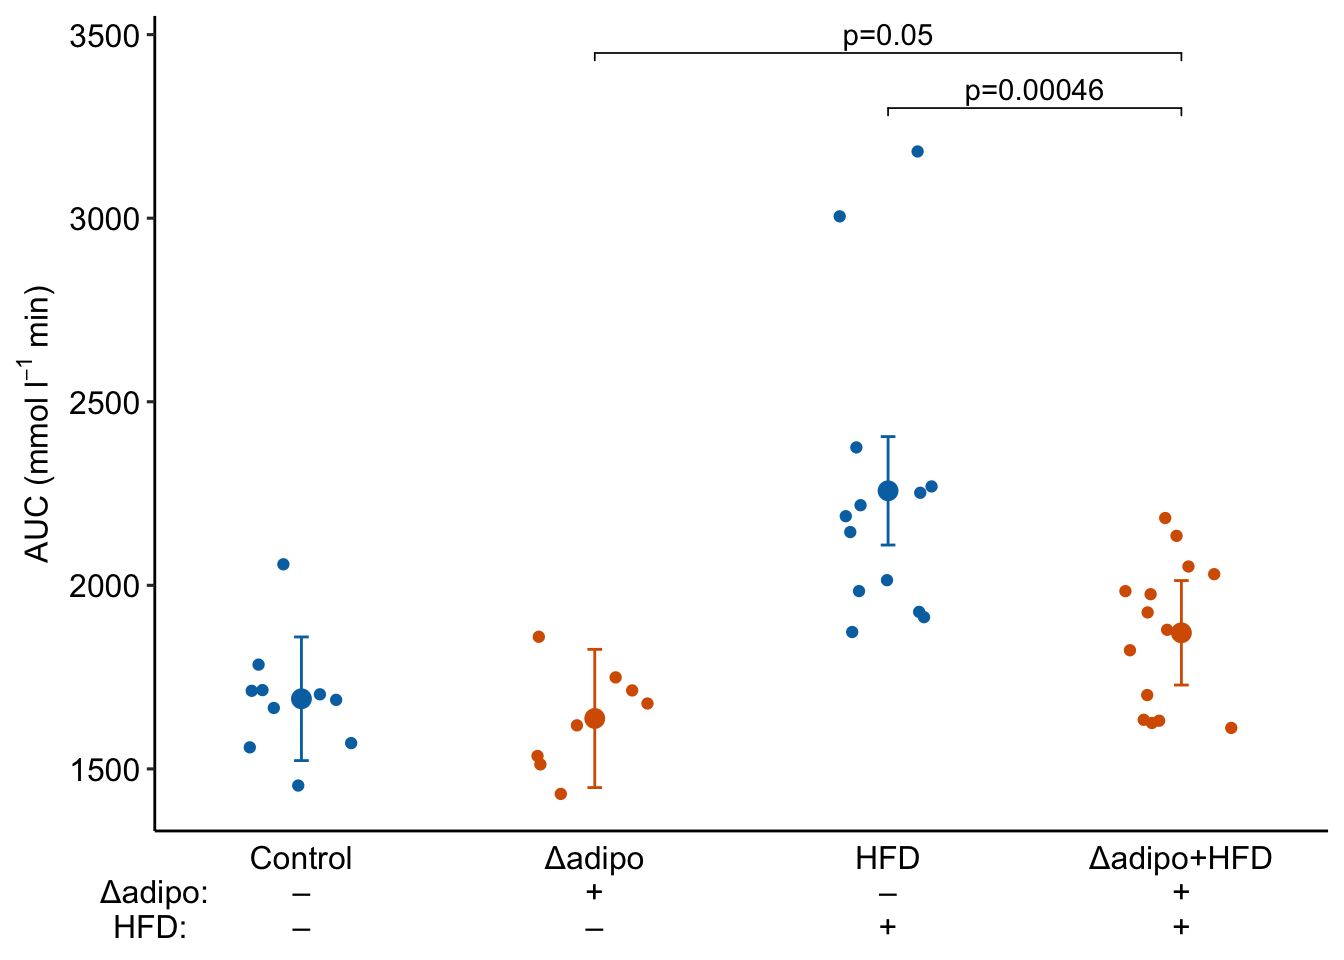 3500
p=0.05
p=0.00046
3000
2500
2000
1500
AUC (mmol l⁻¹ min)
Control Δadipo HFD Δadipo+HFD
Δadipo: – + – +
HFD: – – + +